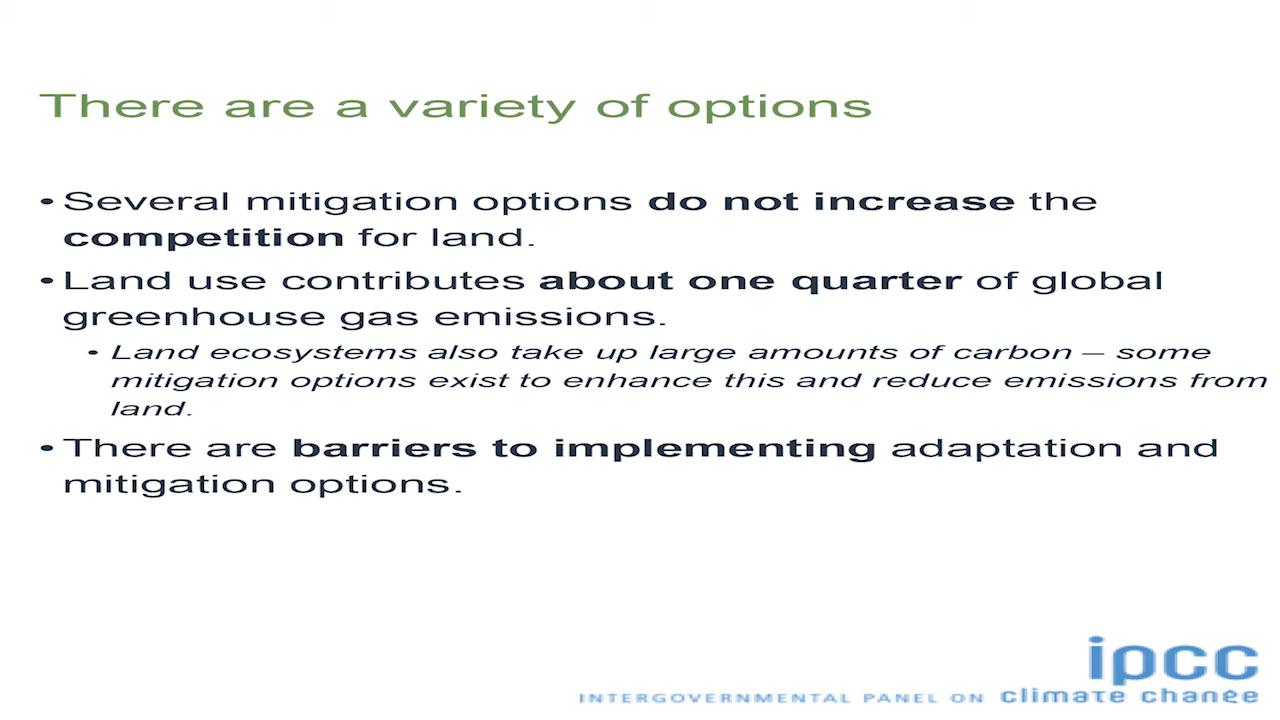 There are a variety of options
• Several mitigation options do not increase the
competition for land.
• Land use contributes about one quarter of global
greenhouse gas emissions.
• Land ecosystems also take up large amounts of carbon – some
mitigation options exist to enhance this and reduce emissions from
land.
• There are barriers to implementing adaptation and
mitigation options.
ipcc
INTERGOVERNMENTAL PANEL ON climate change